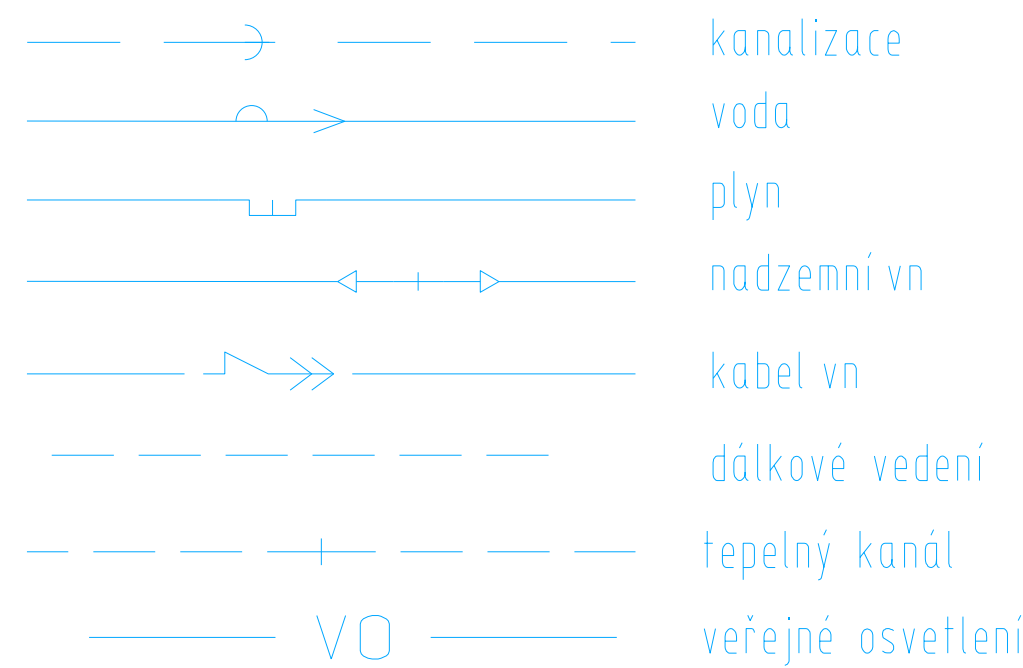 kanalizace
voda
plyn
nadzemní vn
kabel vn
dálkové vedení
tepelný kanál
VO veřejné osvetlení